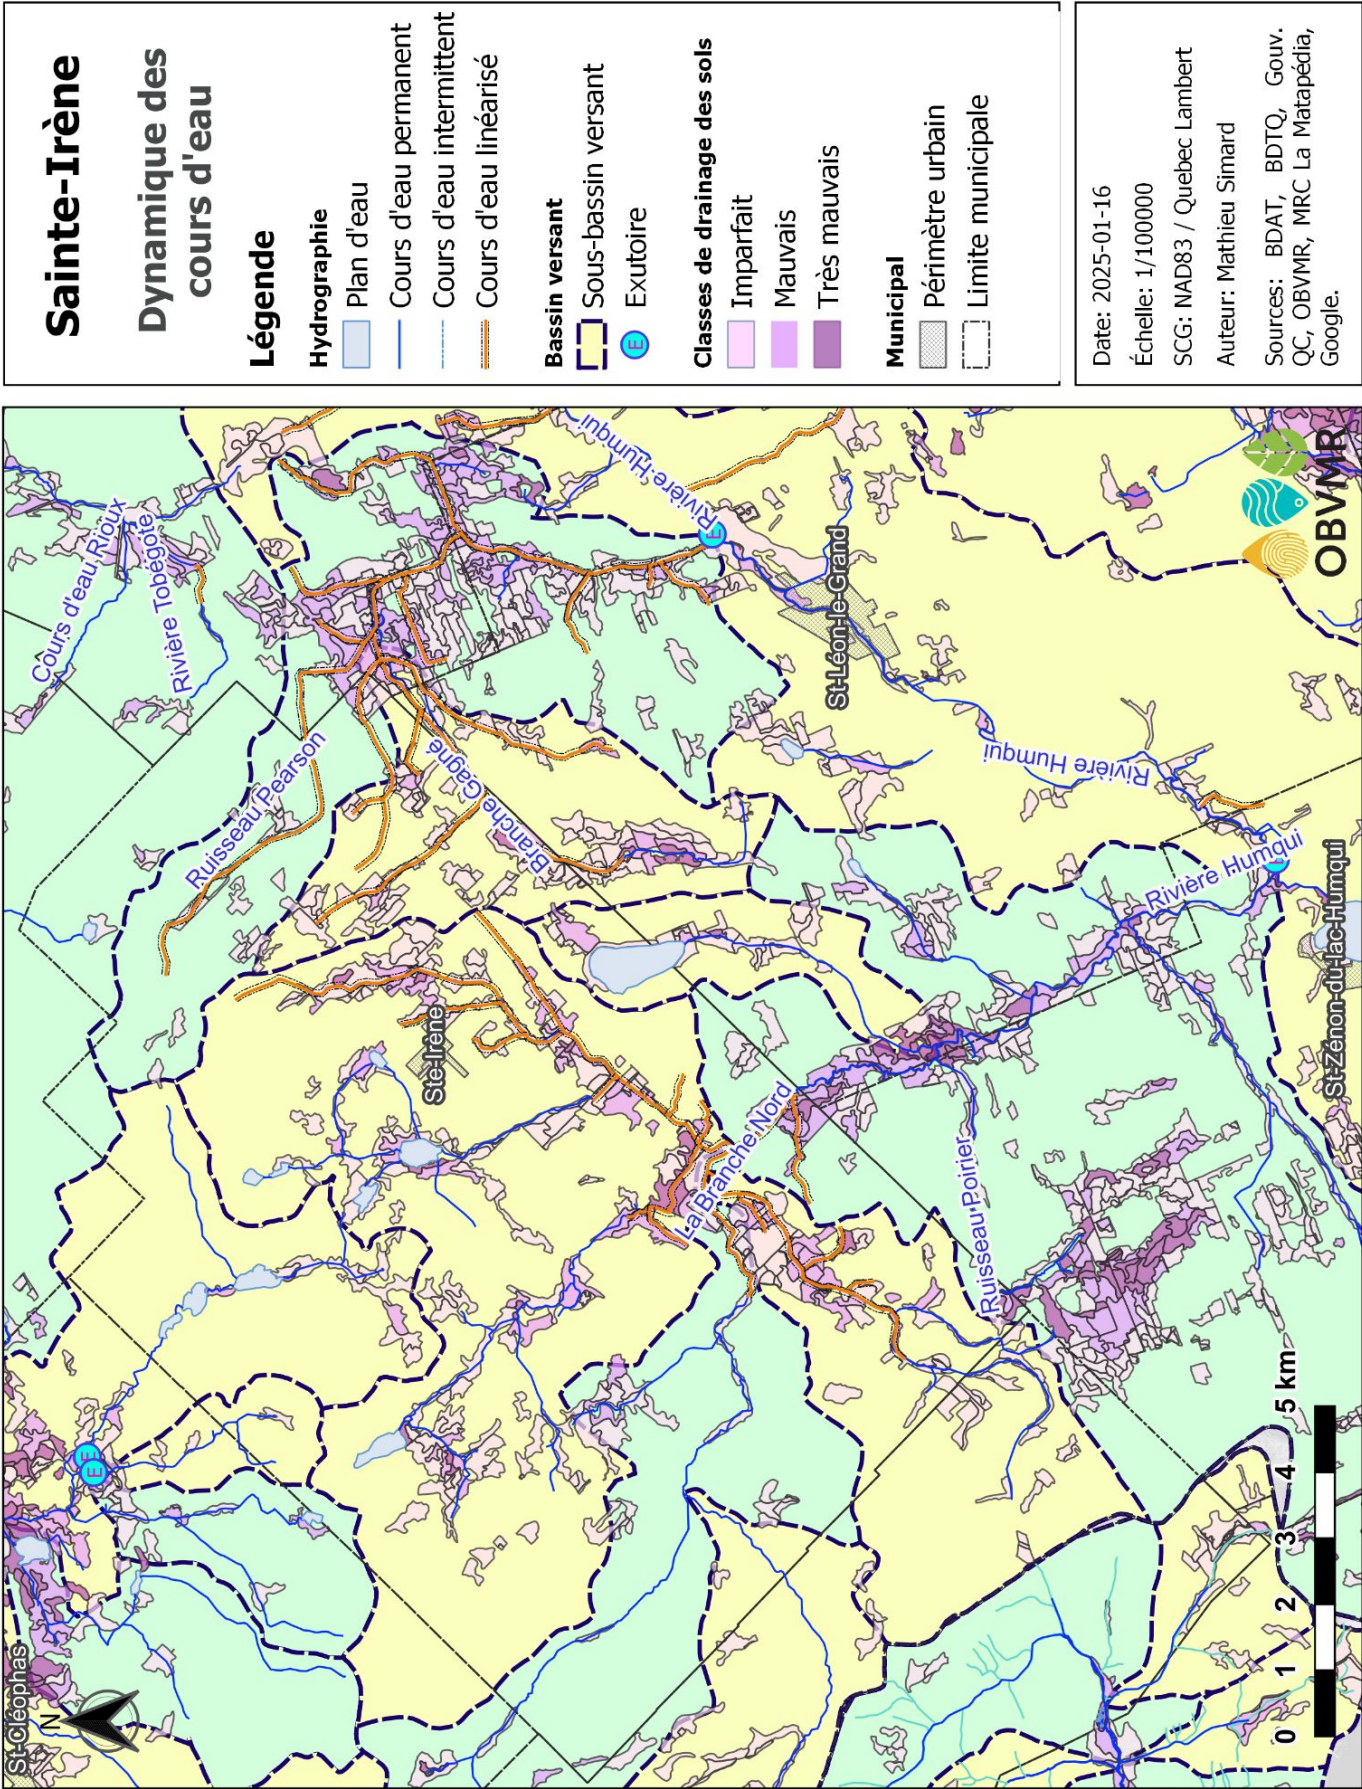 Sainte-Irène
Dynamique des
cours d'eau
Légende
Hydrographie
Plan d'eau
Cours d'eau permanent
Cours d'eau intermittent
Cours d'eau linéarisé
Bassin versant
Sous-bassin versant
E Exutoire
Classes de drainage des sols
Imparfait
Mauvais
Très mauvais
Municipal
Périmètre urbain
Limite municipale
Date: 2025-01-16
Échelle: 1/100000
SCG: NAD83 / Quebec Lambert
Auteur: Mathieu Simard
Sources: BDAT, BDTQ, Gouv.
QC, OBVMR, MRC La Matapédia,
Google.
St-Cléophas
N
E
E
Cours d'eau Rioux
Rivière Tobégote
Ruisseau Pearson
Branche Gagné
Rivière Humqui
E
Ste-Irène
St-Léon-le-Grand
La Branche Nord
Rivière Humqui
Ruisseau Poirier
Rivière Humqui
St-Zénon-du-lac-Humqui
0 1 2 3 4 5 km
OBVMR